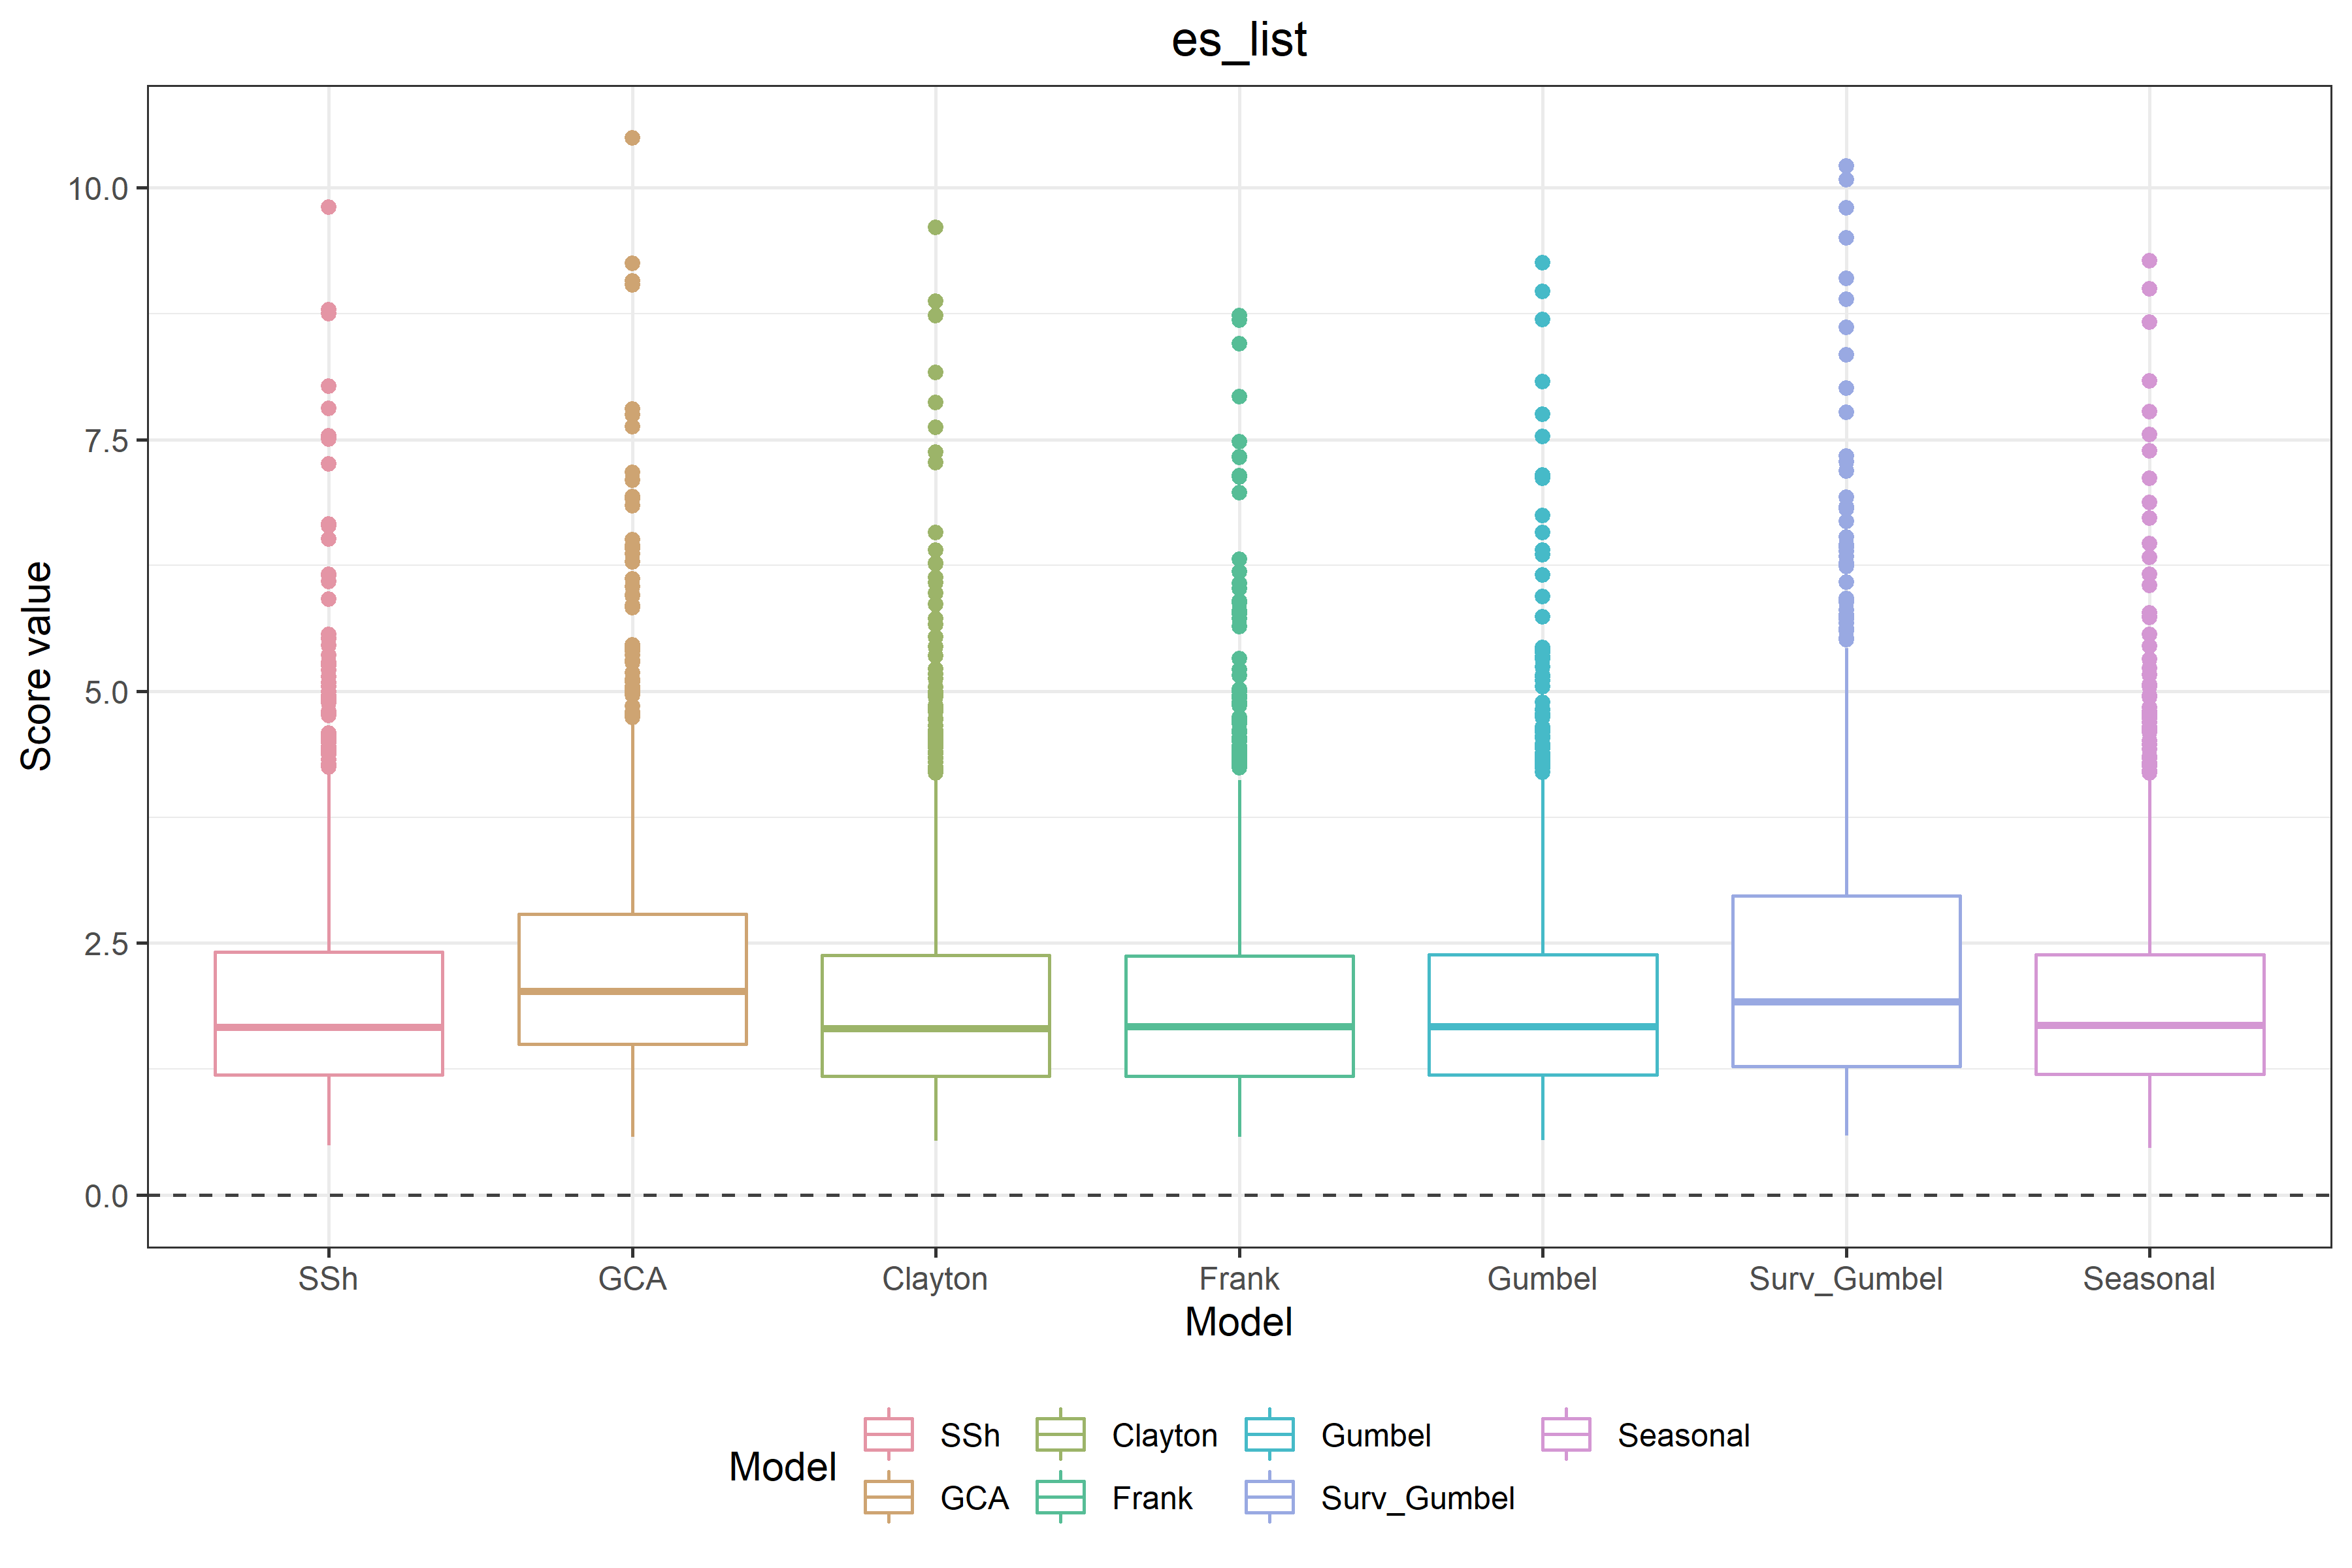 es_list
Score value
10.0
7.5
5.0
2.5
0.0
SSh GCA Clayton Frank Gumbel Surv_Gumbel Seasonal
Model
Model
SSh Clayton Gumbel Seasonal
GCA Frank Surv_Gumbel